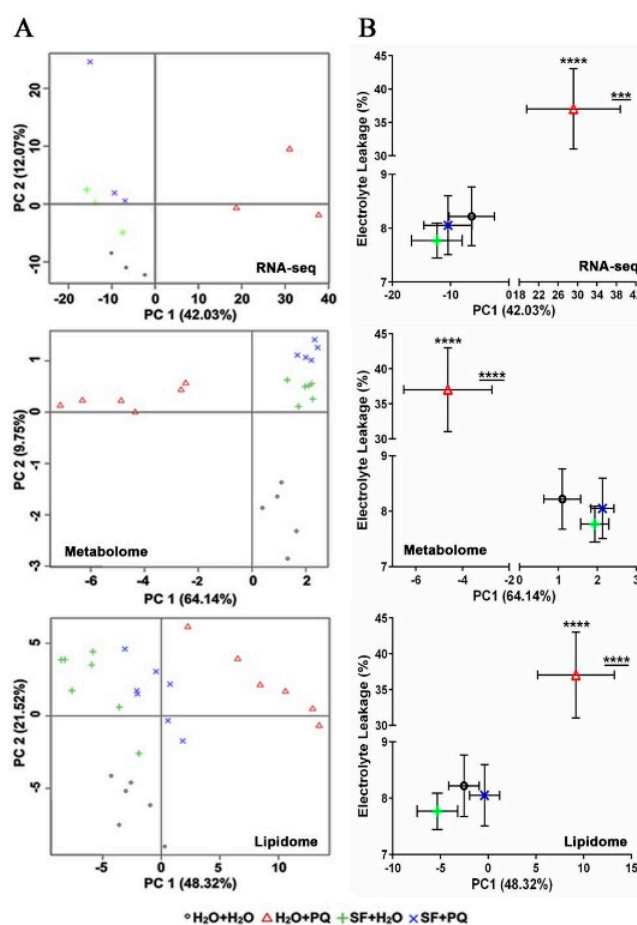 A
B
20
10
0
-10
PC 2 (12.07%)
RNA-seq
-20 -10 0 10 20 30 40
PC 1 (42.03%)
Electrolyte Leakage (%)
45
40
35
30
9
8
7
****
***
RNA-seq
-20 -10 0 18 22 26 30 34 38 42
PC1 (42.03%)
1
0
-1
-2
-3
PC 2 (9.75%)
Metabolome
-6 -4 -2 0 2
PC 1 (64.14%)
Electrolyte Leakage (%)
45
40
35
30
9
8
7
****
****
Metabolome
-6 -4 -2 0 1 2 3
PC1 (64.14%)
5
0
-5
PC 2 (21.52%)
Lipidome
-5 0 5 10
PC 1 (48.32%)
Electrolyte Leakage (%)
45
40
35
30
9
8
7
****
****
Lipidome
-10 -5 0 5 10 15
PC1 (48.32%)
H₂O+H₂O H₂O+PQ SF+H₂O SF+PQ